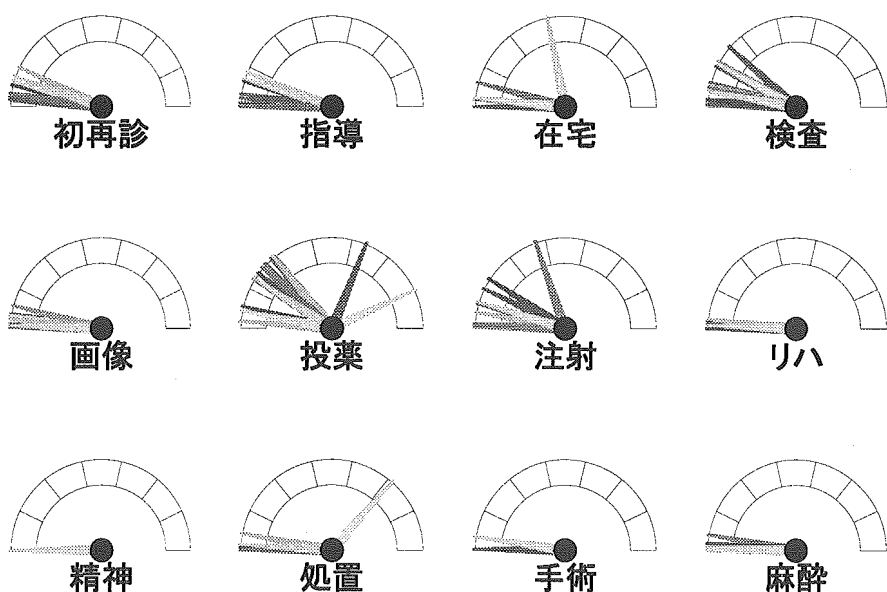 初再診 指導 在宅 検査
画像 投薬 注射 リハ
精神 処置 手術 麻酔